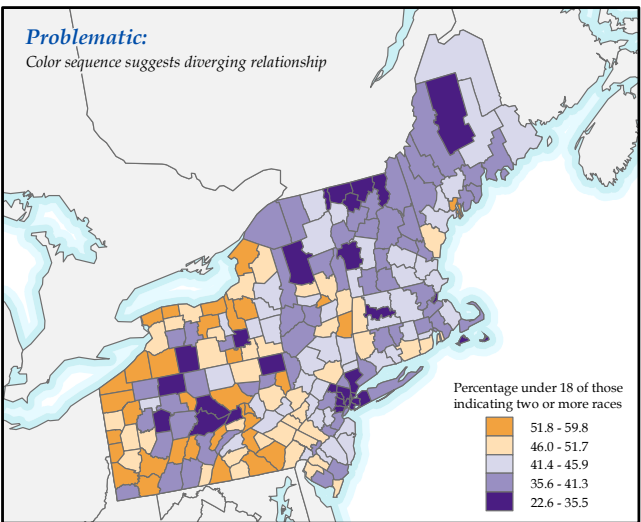 Problematic:
Color sequence suggests diverging relationship
Percentage under 18 of those
indicating two or more races
51.8 - 59.8
46.0 - 51.7
41.4 - 45.9
35.6 - 41.3
22.6 - 35.5